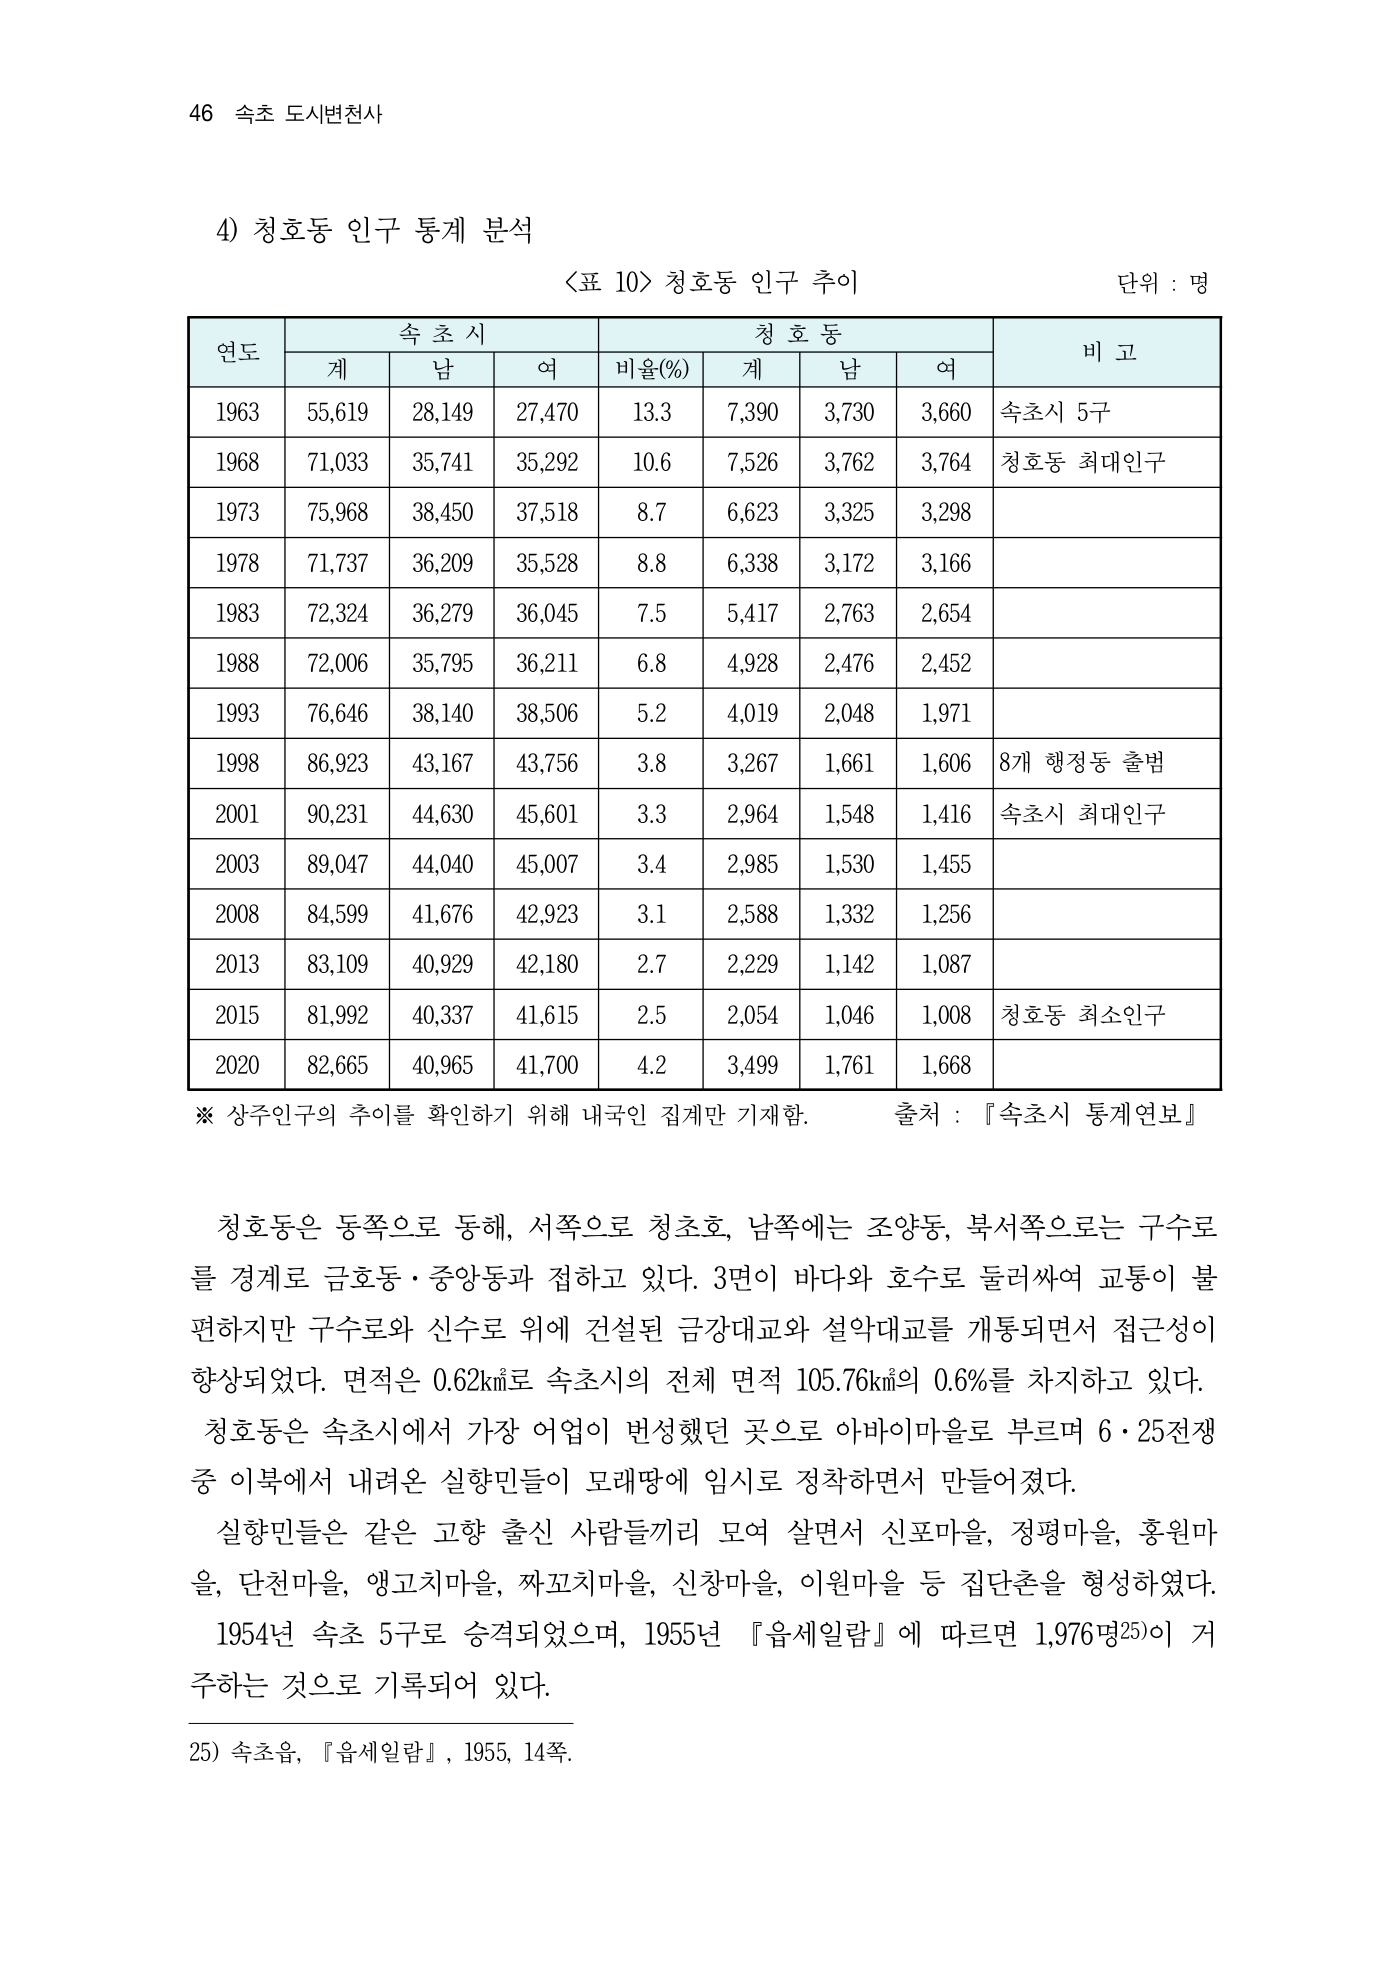 46 속초 도시변천사
4) 청호동 인구 통계 분석
<표 10> 청호동 인구 추이 단위 : 명
연도 속 초 시 청 호 동 비 고
계 남 여 비율(%) 계 남 여
1963 55,619 28,149 27,470 13.3 7,390 3,730 3,660 속초시 5구
1968 71,033 35,741 35,292 10.6 7,526 3,762 3,764 청호동 최대인구
1973 75,968 38,450 37,518 8.7 6,623 3,325 3,298
1978 71,737 36,209 35,528 8.8 6,338 3,172 3,166
1983 72,324 36,279 36,045 7.5 5,417 2,763 2,654
1988 72,006 35,795 36,211 6.8 4,928 2,476 2,452
1993 76,646 38,140 38,506 5.2 4,019 2,048 1,971
1998 86,923 43,167 43,756 3.8 3,267 1,661 1,606 8개 행정동 출범
2001 90,231 44,630 45,601 3.3 2,964 1,548 1,416 속초시 최대인구
2003 89,047 44,040 45,007 3.4 2,985 1,530 1,455
2008 84,599 41,676 42,923 3.1 2,588 1,332 1,256
2013 83,109 40,929 42,180 2.7 2,229 1,142 1,087
2015 81,992 40,337 41,615 2.5 2,054 1,046 1,008 청호동 최소인구
2020 82,665 40,965 41,700 4.2 3,499 1,761 1,668
※ 상주인구의 추이를 확인하기 위해 내국인 집계만 기재함. 출처 : 『속초시 통계연보』
청호동은 동쪽으로 동해, 서쪽으로 청초호, 남쪽에는 조양동, 북서쪽으로는 구수로
를 경계로 금호동·중앙동과 접하고 있다. 3면이 바다와 호수로 둘러싸여 교통이 불
편하지만 구수로와 신수로 위에 건설된 금강대교와 설악대교를 개통되면서 접근성이
향상되었다. 면적은 0.62㎢로 속초시의 전체 면적 105.76㎢의 0.6%를 차지하고 있다.
청호동은 속초시에서 가장 어업이 번성했던 곳으로 아바이마을로 부르며 6·25전쟁
중 이북에서 내려온 실향민들이 모래땅에 임시로 정착하면서 만들어졌다.
실향민들은 같은 고향 출신 사람들끼리 모여 살면서 신포마을, 정평마을, 홍원마
을, 단천마을, 앵고치마을, 짜꼬치마을, 신창마을, 이원마을 등 집단촌을 형성하였다.
1954년 속초 5구로 승격되었으며, 1955년 『읍세일람』에 따르면 1,976명25)이 거
주하는 것으로 기록되어 있다.
25) 속초읍, 『읍세일람』, 1955, 14쪽.